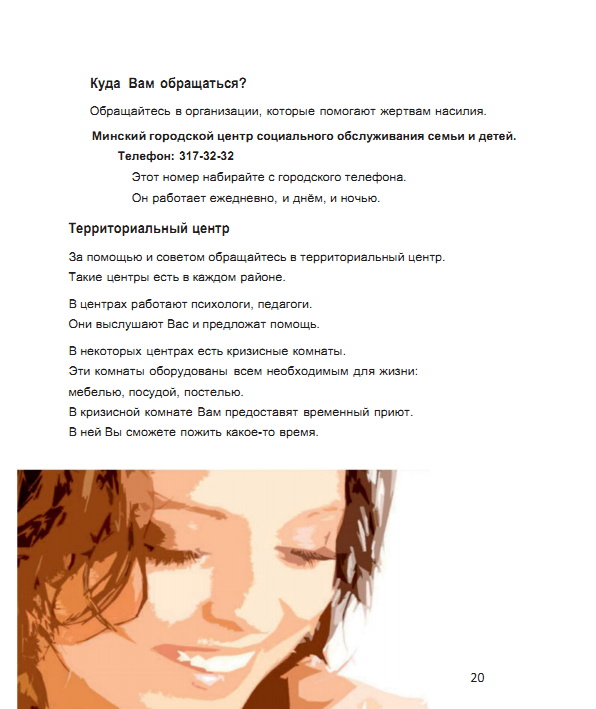 Куда Вам обращаться?
Обращайтесь в организации, которые помогают жертвам насилия.
Минский городской центр социального обслуживания семьи и детей.
Телефон: 317-32-32
Этот номер набирайте с городского телефона.
Он работает ежедневно, и днём, и ночью.
Территориальный центр
За помощью и советом обращайтесь в территориальный центр.
Такие центры есть в каждом районе.
В центрах работают психологи, педагоги.
Они выслушают Вас и предложат помощь.
В некоторых центрах есть кризисные комнаты.
Эти комнаты оборудованы всем необходимым для жизни:
мебелью, посудой, постелью.
В кризисной комнате Вам предоставят временный приют.
В ней Вы сможете пожить какое-то время.
20